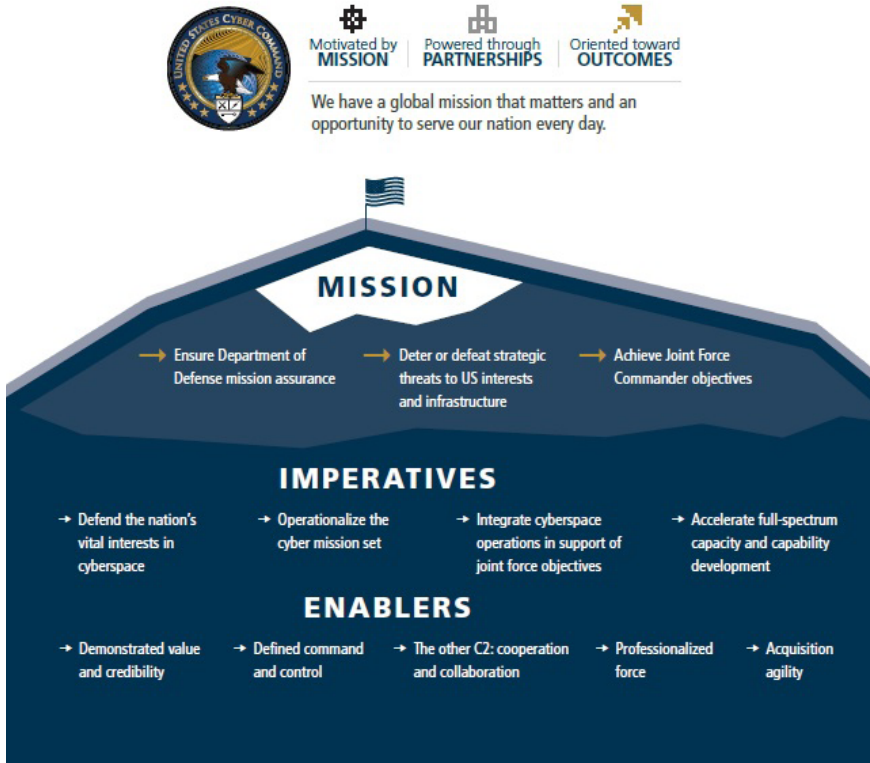 UNITED STATES CYBER COMMAND
Motivated by
MISSION
Powered through
PARTNERSHIPS
Oriented toward
OUTCOMES
We have a global mission that matters and an
opportunity to serve our nation every day.
MISSION
→ Ensure Department of
Defense mission assurance
→ Deter or defeat strategic
threats to US interests
and infrastructure
→ Achieve Joint Force
Commander objectives
IMPERATIVES
→ Defend the nation's
vital interests in
cyberspace
→ Operationalize the
cyber mission set
→ Integrate cyberspace
operations in support of
joint force objectives
→ Accelerate full-spectrum
capacity and capability
development
ENABLERS
→ Demonstrated value
and credibility
→ Defined command
and control
→ The other C2: cooperation
and collaboration
→ Professionalized
force
→ Acquisition
agility